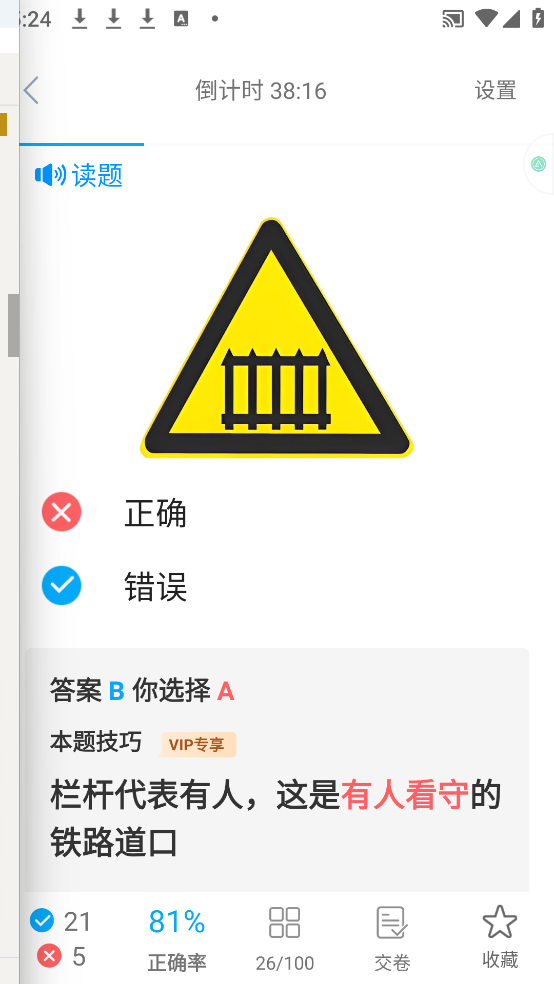 :24
倒计时 38:16
设置
读题
正确
错误
答案 B 你选择 A
本题技巧 VIP专享
栏杆代表有人，这是有人看守的
铁路道口
21
5
81%
正确率
26/100
交卷
收藏